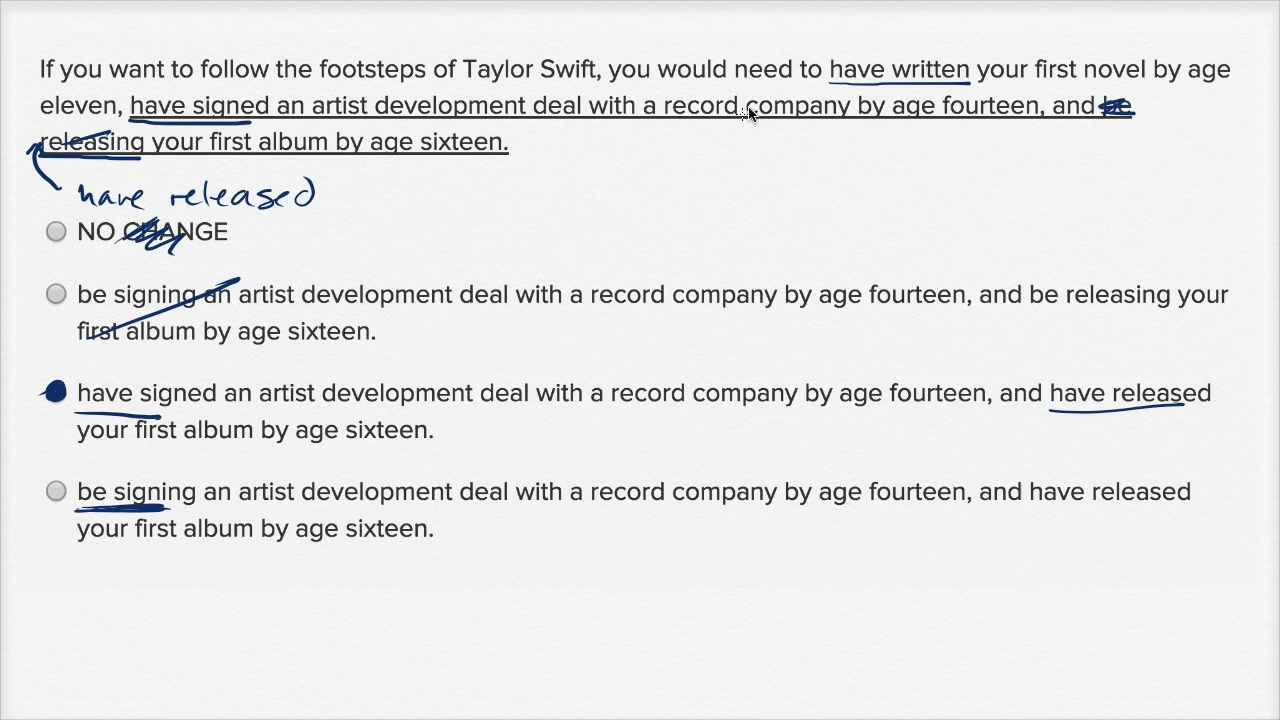 If you want to follow the footsteps of Taylor Swift, you would need to have written your first novel by age
eleven, have signed an artist development deal with a record company by age fourteen, and be
releasing your first album by age sixteen.
have released
NO CHANGE
be signing an artist development deal with a record company by age fourteen, and be releasing your
first album by age sixteen.
have signed an artist development deal with a record company by age fourteen, and have released
your first album by age sixteen.
be signing an artist development deal with a record company by age fourteen, and have released
your first album by age sixteen.